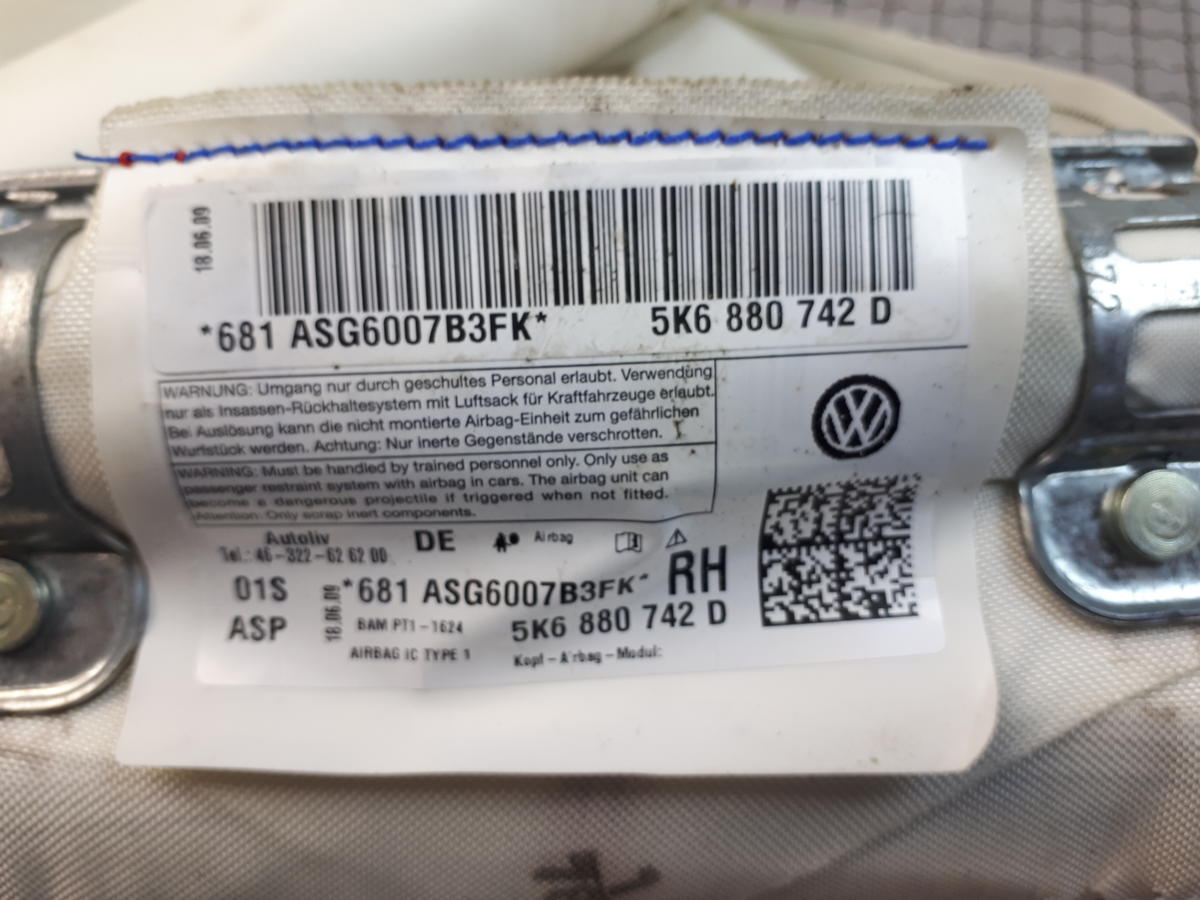 18.06.09
*681 ASG6007B3FK* 5K6 880 742 D
WARNUNG: Umgang nur durch geschultes Personal erlaubt. Verwendung
nur als Insassen-Rückhaltesystem mit Luftsack für Kraftfahrzeuge erlaubt.
Bei Auslösung kann die nicht montierte Airbag-Einheit zum gefährlichen
Wurfstück werden. Achtung: Nur inerte Gegenstände verschrotten.
WARNING: Must be handled by trained personnel only. Only use as
passenger restraint system with airbag in cars. The airbag unit can
become a dangerous projectile if triggered when not fitted.
Attention: Only scrap inert components.
Autoliv DE Airbag
Tel.: 46-322-62 62 00
01S 18.06.09 *681 ASG6007B3FK* RH
ASP BAM PT1-1624 5K6 880 742 D
AIRBAG IC TYPE 1 Kopf-Airbag-Modul:
72